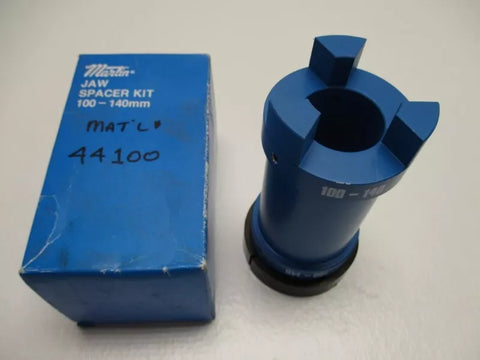 Martin
JAW
SPACER KIT
100-140mm
MAT'L#
44100
100-140